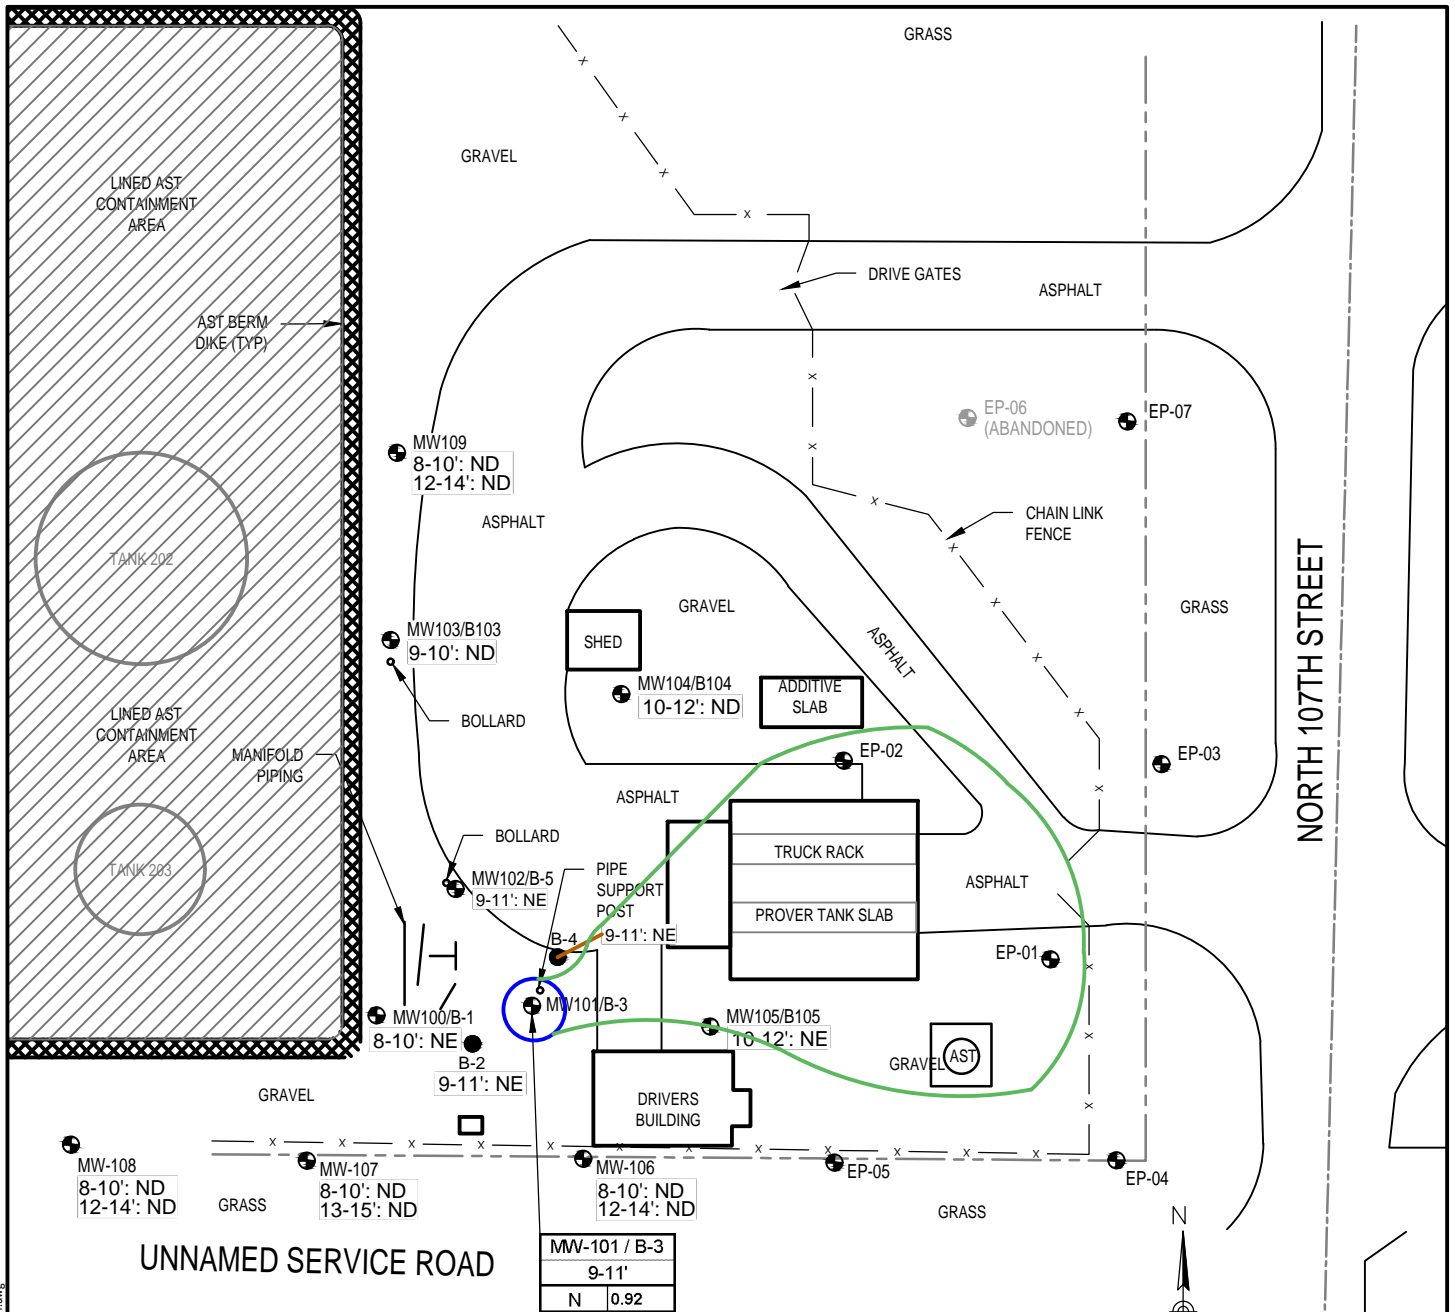 GRASS
GRAVEL
LINED AST
CONTAINMENT
AREA
DRIVE GATES
ASPHALT
AST BERM
DIKE (TYP)
EP-06
(ABANDONED)
EP-07
MW109
8-10': ND
12-14': ND
ASPHALT
CHAIN LINK
FENCE
TANK 202
NORTH 107TH STREET
GRAVEL
GRASS
SHED
ASPHALT
MW103/B103
9-10': ND
MW104/B104
10-12': ND
ADDITIVE
SLAB
BOLLARD
LINED AST
CONTAINMENT
AREA
MANIFOLD
PIPING
EP-02
EP-03
ASPHALT
BOLLARD
TRUCK RACK
TANK 203
PIPE
SUPPORT
POST
MW102/B-5
9-11': NE
ASPHALT
PROVER TANK SLAB
B-4
9-11': NE
EP-01
MW101/B-3
MW100/B-1
8-10': NE
MW105/B105
10-12': NE
B-2
9-11': NE
GRAVEL
AST
GRAVEL
DRIVERS
BUILDING
MW-108
8-10': ND
12-14': ND
MW-107
8-10': ND
13-15': ND
MW-106
8-10': ND
12-14': ND
EP-05
EP-04
GRASS
GRASS
N
UNNAMED SERVICE ROAD
MW-101 / B-3
9-11'
N 0.92